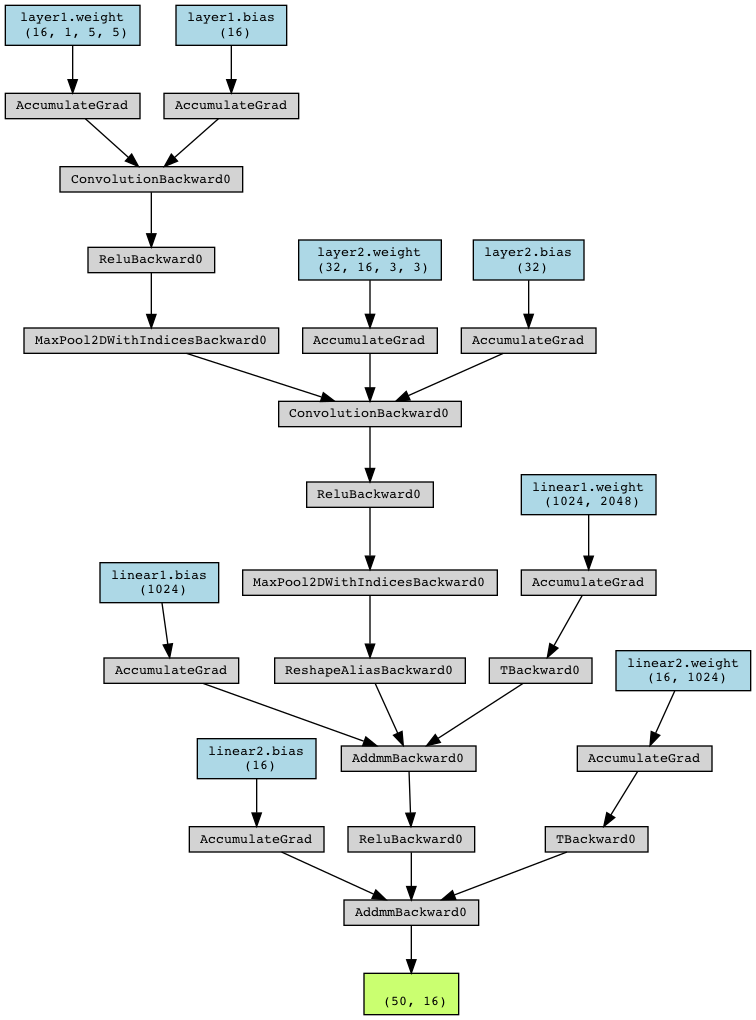 layer1.weight
(16, 1, 5, 5)
layer1.bias
(16)
AccumulateGrad
AccumulateGrad
ConvolutionBackward0
ReluBackward0
layer2.weight
(32, 16, 3, 3)
layer2.bias
(32)
MaxPool2DWithIndicesBackward0
AccumulateGrad
AccumulateGrad
ConvolutionBackward0
ReluBackward0
linear1.weight
(1024, 2048)
linear1.bias
(1024)
MaxPool2DWithIndicesBackward0
AccumulateGrad
AccumulateGrad
ReshapeAliasBackward0
TBackward0
linear2.weight
(16, 1024)
linear2.bias
(16)
AddmmBackward0
AccumulateGrad
AccumulateGrad
ReluBackward0
TBackward0
AddmmBackward0
(50, 16)